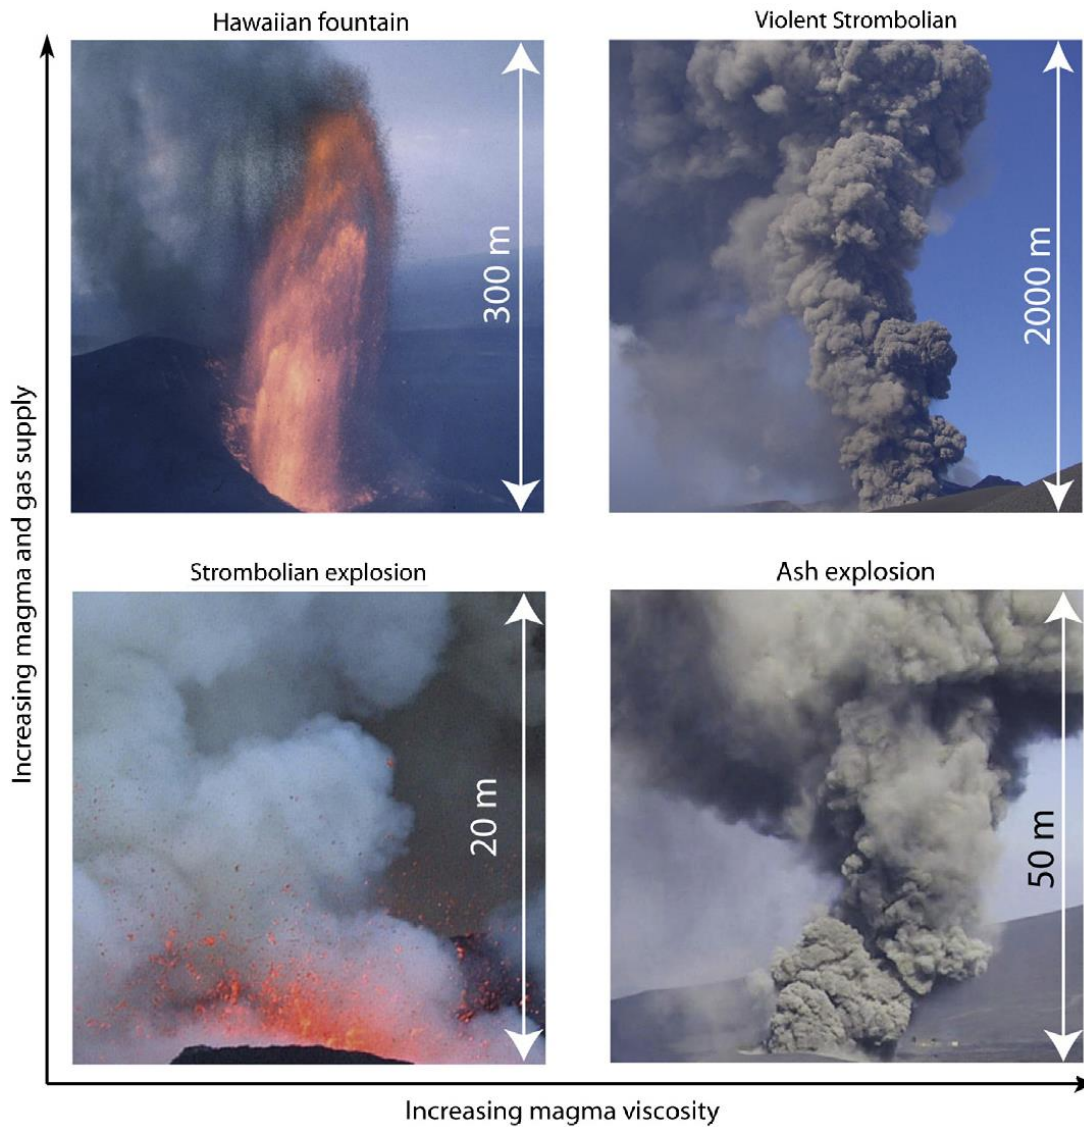 Hawaiian fountain
Violent Strombolian
300 m
2000 m
Increasing magma and gas supply
Strombolian explosion
Ash explosion
20 m
50 m
Increasing magma viscosity